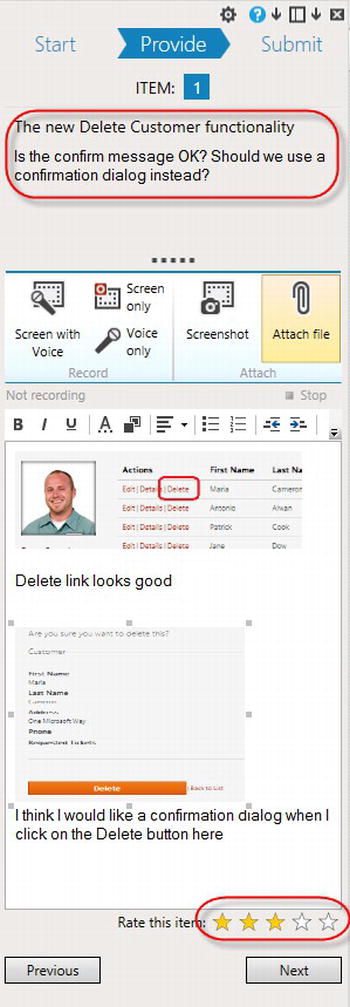 Start Provide Submit
ITEM: 1
The new Delete Customer functionality
Is the confirm message OK? Should we use a
confirmation dialog instead?
Screen with
Voice
Screen
only
Voice
only
Screenshot
Attach file
Record
Attach
Not recording
Stop
B I U A
Actions First Name Last Na
Edit | Details | Delete Maria Cameron
Edit | Details | Delete Antonio Alwan
Edit | Details | Delete Patrick Cook
Edit | Details | Delete Jane Dow
Delete link looks good
Are you sure you want to delete this?
Customer
First Name
Maria
Last Name
Cameron
Address
One Microsoft Way
Phone
Requested Tickets
Delete | Back to List
I think I would like a confirmation dialog when I
click on the Delete button here
Rate this item:
Previous Next